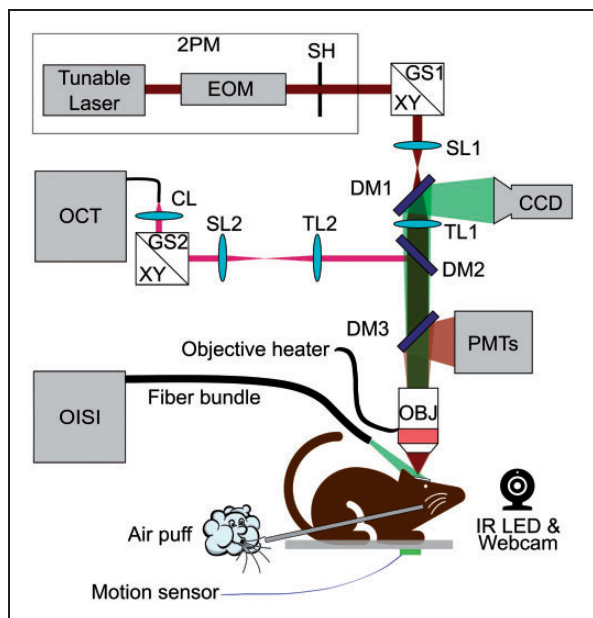 2PM
SH
Tunable
Laser
EOM
GS1
XY
SL1
DM1
CCD
TL1
OCT
CL
GS2
XY
SL2
TL2
DM2
DM3
Objective heater
PMTs
OISI
Fiber bundle
OBJ
Air puff
IR LED &
Webcam
Motion sensor